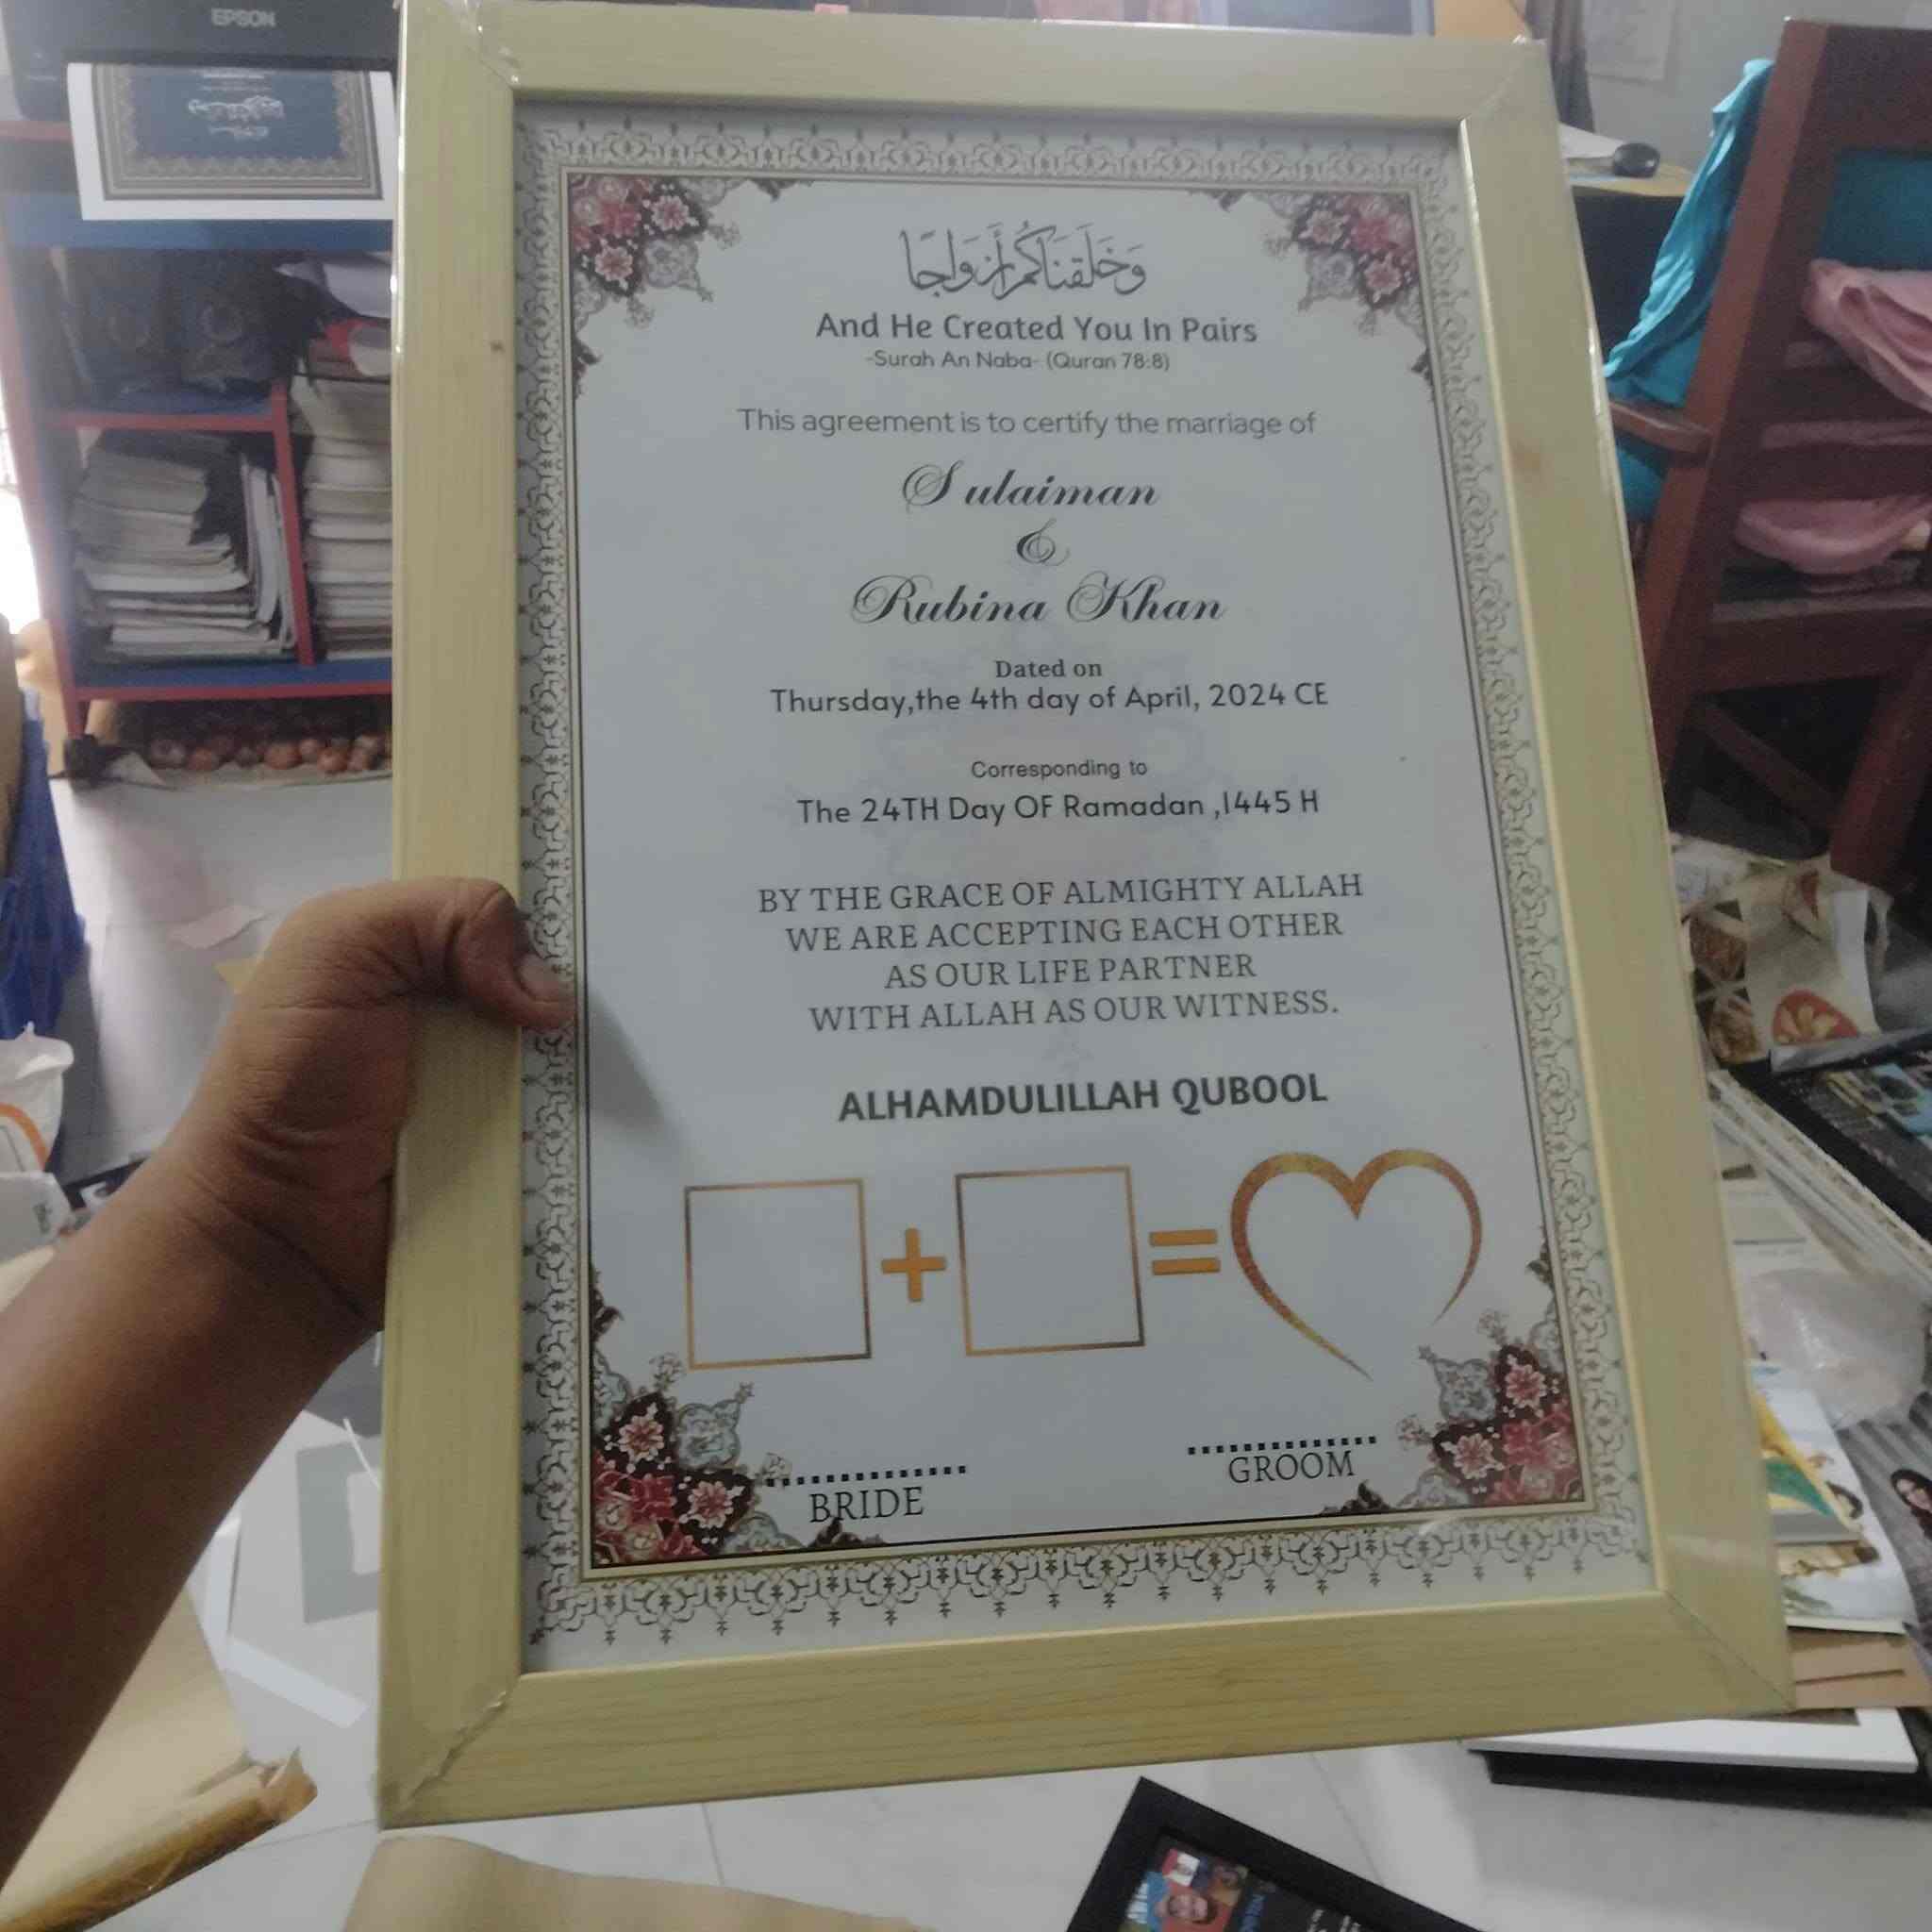 EPSON
وَخَلَقْنَاكُمْ أَزْوَاجًا
And He Created You In Pairs
-Surah An Naba- (Quran 78:8)
This agreement is to certify the marriage of
Sulaiman
&
Rubina Khan
Dated on
Thursday,the 4th day of April, 2024 CE
Corresponding to
The 24TH Day OF Ramadan ,1445 H
BY THE GRACE OF ALMIGHTY ALLAH
WE ARE ACCEPTING EACH OTHER
AS OUR LIFE PARTNER
WITH ALLAH AS OUR WITNESS.
ALHAMDULILLAH QUBOOL
+ =
BRIDE
GROOM